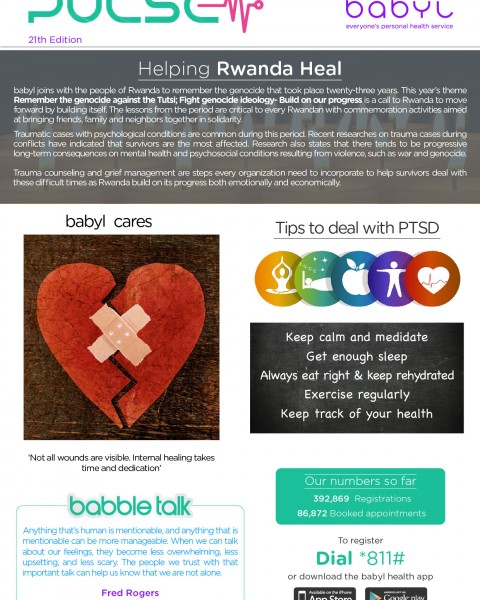 PULSE
babyl
everyone's personal health service
21th Edition
Helping Rwanda Heal
babyl joins with the people of Rwanda to remember the genocide that took place twenty-three years. This year's theme
Remember the genocide against the Tutsi; Fight genocide ideology- Build on our progress is a call to Rwanda to move
forward by building itself. The lessons from the period are critical to every Rwandan with commemoration activities aimed
at bringing friends, family and neighbors together in solidarity.
Traumatic cases with psychological conditions are common during this period. Recent researches on trauma cases during
conflicts have indicated that survivors are the most affected. Research also states that there tends to be progressive
long-term consequences on mental health and psychosocial conditions resulting from violence, such as war and genocide.
Trauma counseling and grief management are steps every organization need to incorporate to help survivors deal with
these difficult times as Rwanda build on its progress both emotionally and economically.
babyl cares
'Not all wounds are visible. Internal healing takes
time and dedication'
Tips to deal with PTSD
Keep calm and medidate
Get enough sleep
Always eat right & keep rehydrated
Exercise regularly
Keep track of your health
babble talk
Anything that's human is mentionable, and anything that is
mentionable can be more manageable. When we can talk
about our feelings, they become less overwhelming, less
upsetting, and less scary. The people we trust with that
important talk can help us know that we are not alone.
Fred Rogers
Our numbers so far
392,869 Registrations
86,872 Booked appointments
To register
Dial *811#
or download the babyl health app
Available on the iPhone
App Store
ANDROID APP ON
Google play